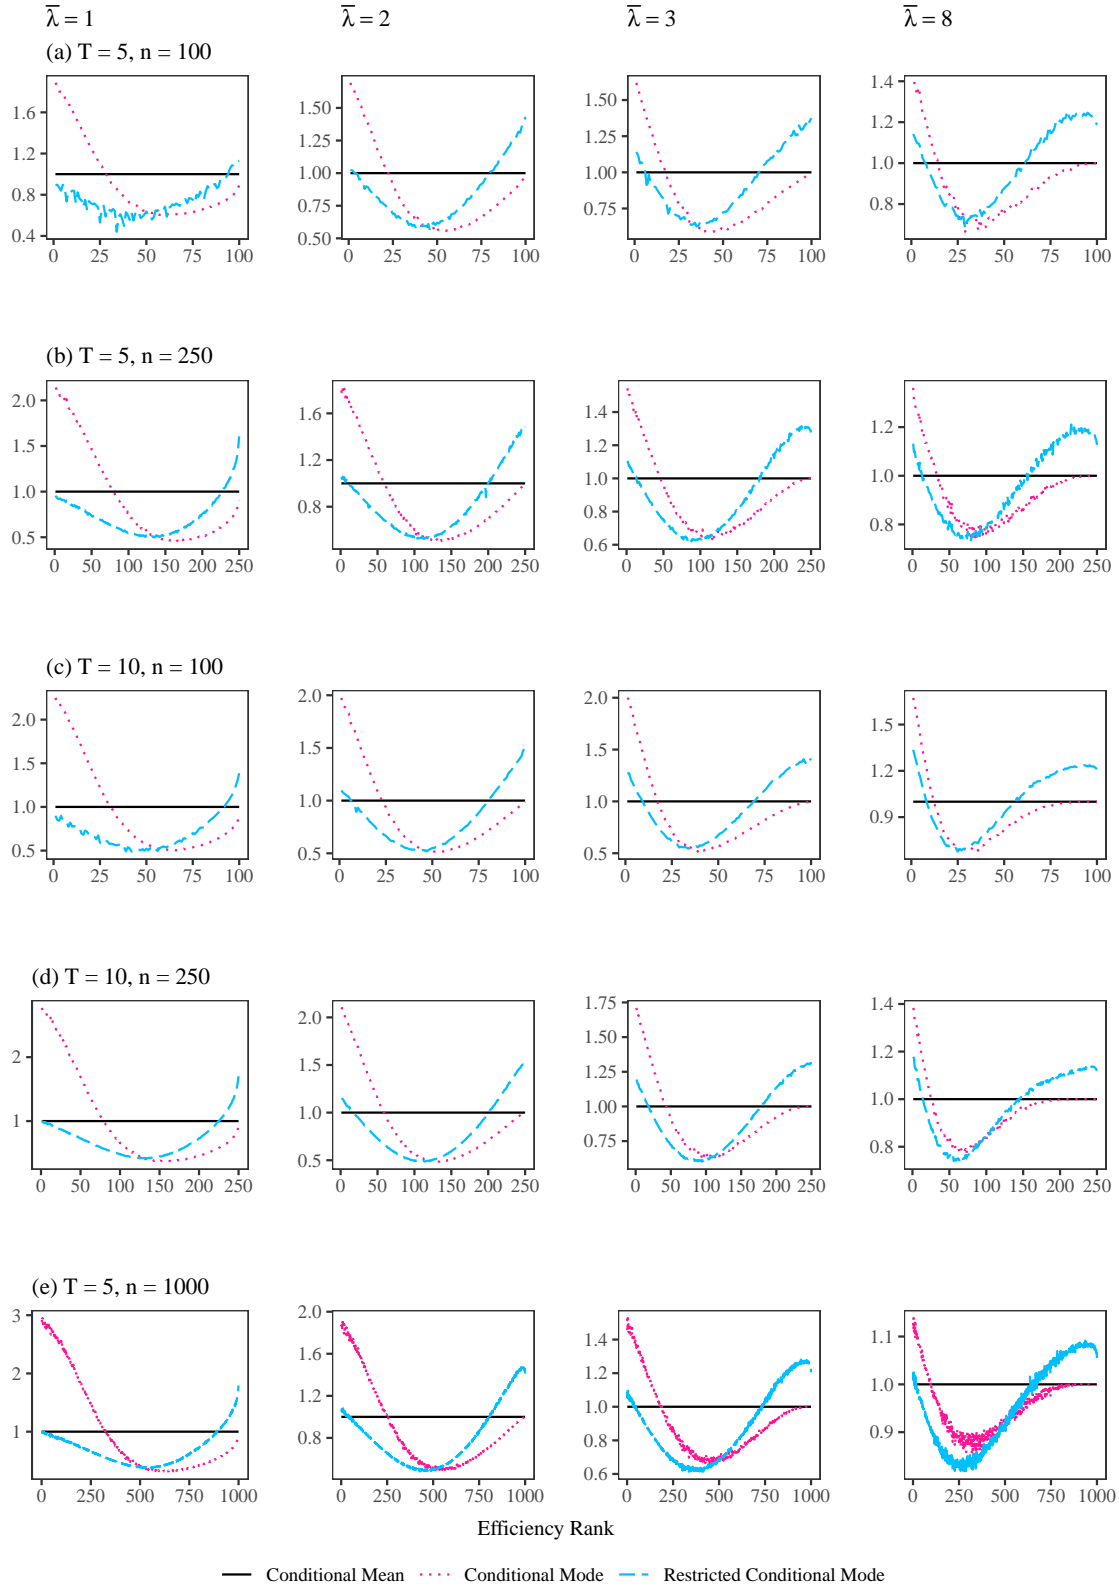 λ̄ = 1 λ̄ = 2 λ̄ = 3 λ̄ = 8
(a) T = 5, n = 100
1.6 1.2 0.8 0.4
0 25 50 75 100
1.50 1.25 1.00 0.75 0.50
0 25 50 75 100
1.50 1.25 1.00 0.75
0 25 50 75 100
1.4 1.2 1.0 0.8
0 25 50 75 100
(b) T = 5, n = 250
2.0 1.5 1.0 0.5
0 50 100 150 200 250
1.6 1.2 1.0 0.8
0 50 100 150 200 250
1.4 1.2 1.0 0.8 0.6
0 50 100 150 200 250
1.2 1.0 0.8
0 50 100 150 200 250
(c) T = 10, n = 100
2.0 1.5 1.0 0.5
0 25 50 75 100
2.0 1.5 1.0 0.5
0 25 50 75 100
2.0 1.5 1.0 0.5
0 25 50 75 100
1.5 1.2 0.9
0 25 50 75 100
(d) T = 10, n = 250
2 1
0 50 100 150 200 250
2.0 1.5 1.0 0.5
0 50 100 150 200 250
1.75 1.50 1.25 1.00 0.75
0 50 100 150 200 250
1.4 1.2 1.0 0.8
0 50 100 150 200 250
(e) T = 5, n = 1000
3 2 1
0 250 500 750 1000
2.0 1.6 1.2 0.8
0 250 500 750 1000
1.4 1.2 1.0 0.8 0.6
0 250 500 750 1000
1.1 1.0 0.9
0 250 500 750 1000
Efficiency Rank
Conditional Mean Conditional Mode Restricted Conditional Mode